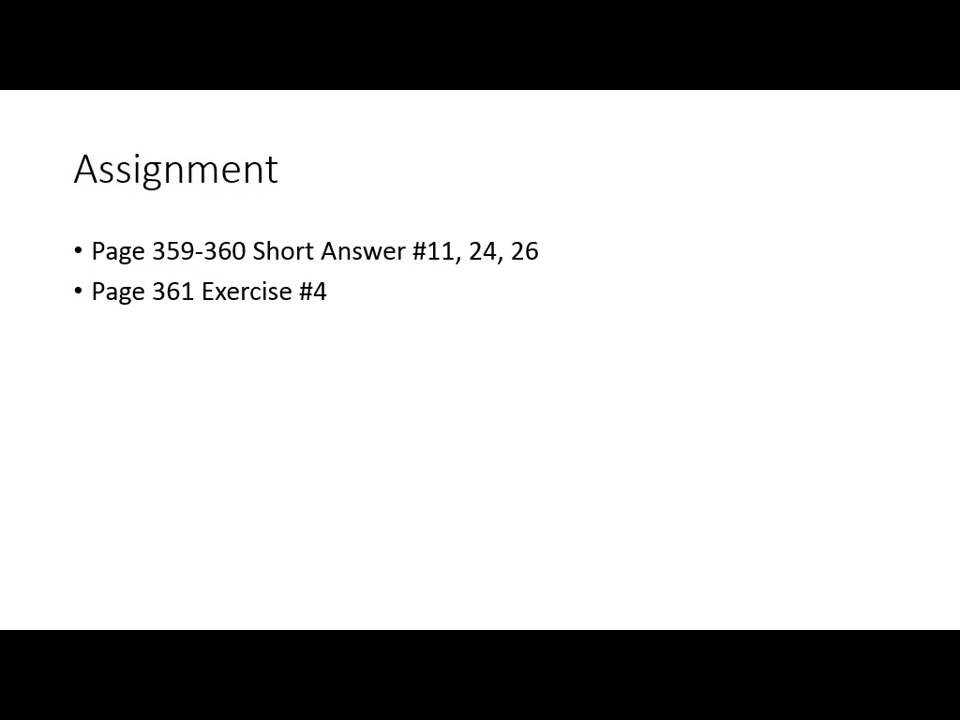 Assignment
• Page 359-360 Short Answer #11, 24, 26
• Page 361 Exercise #4